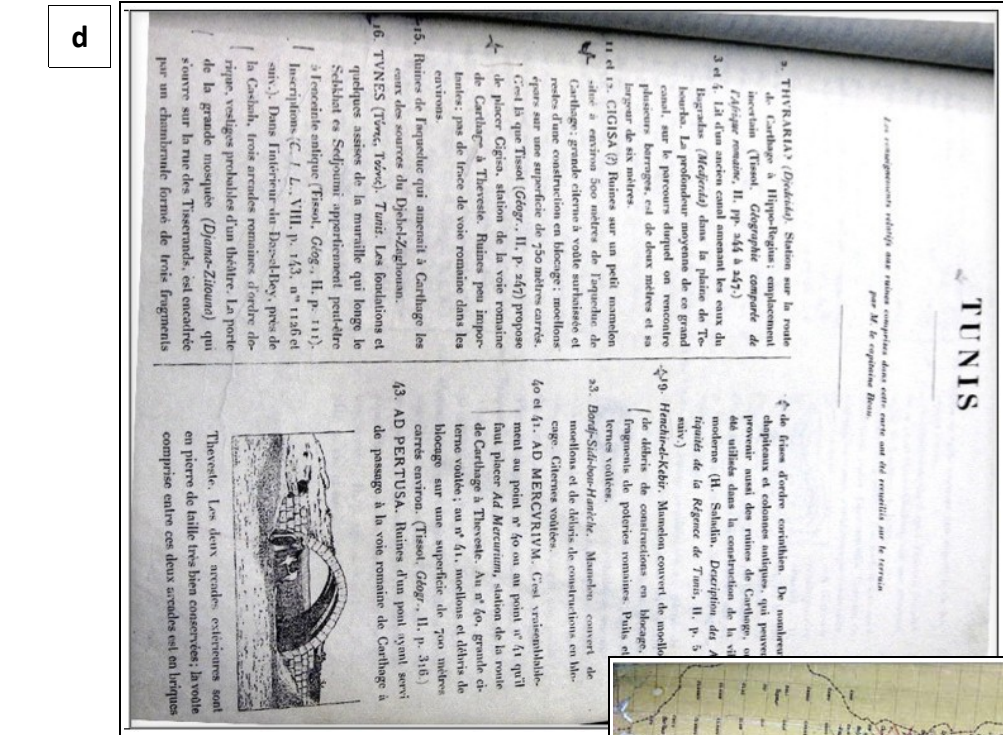 d
TUNIS
Les renseignements relatifs aux ruines comprises dans cette carte ont été recueillis sur le terrain
par M. le capitaine Beau.
2. THVRARIA? (Djedeida). Station sur la route
de Carthage à Hippo-Regius; emplacement
incertain (Tissot, Géographie comparée de
l'Afrique romaine, II, pp. 244 à 247.)
3 et 4. Lit d'un ancien canal amenant les eaux du
Bagradas (Medjerda) dans la plaine de To-
bourba. La profondeur moyenne de ce grand
canal, sur le parcours duquel on rencontre
plusieurs barrages, est de deux mètres et sa
largeur de six mètres.
11 et 12. CIGISA (?) Ruines sur un petit mamelon
situé à environ 500 mètres de l'aqueduc de
Carthage; grande citerne à voûte surbaissée et
restes d'une construction en blocage; moellons
épars sur une superficie de 750 mètres carrés.
C'est là que Tissot (Géogr., II, p. 247) propose
de placer Cigisa, station de la voie romaine
de Carthage à Theveste. Ruines peu impor-
tantes; pas de trace de voie romaine dans les
environs.
15. Ruines de l'aqueduc qui amenait à Carthage les
eaux des sources du Djebel-Zaghouan.
16. TVNES Tunis. Les fondations et
quelques assises de la muraille qui longe le
Sebkhat es Sedjoumi appartiennent peut-être
à l'enceinte antique (Tissot, Géog., II, p. 111).
Inscriptions (C. I. L., VIII, p. 143, nos 1126 et
suiv.). Dans l'intérieur du Dar-el-Bey, près de
la Casbah, trois arcades romaines d'ordre do-
rique, vestiges probables d'un théâtre. La porte
de la grande mosquée (Djama-Zitouna) qui
s'ouvre sur la rue des Tisserands, est encadrée
par un chambranle formé de trois fragments
de frises d'ordre corinthien. De nombreu
chapiteaux et colonnes antiques, qui peuve
provenir aussi des ruines de Carthage, o
été utilisés dans la construction de la vil
moderne (H. Saladin, Description des A
tiquités de la Régence de Tunis, II, p. 5
suiv.)
19. Henchir-el-Kebir. Mamelon couvert de moello
de débris de constructions en blocage,
fragments de poteries romaines. Puits et
ternes voûtées.
23. Bordj-Sidi-bou-Hanèche. Mamelon couvert de
moellons et de débris de constructions en blo-
cage. Citernes voûtées.
40 et 41. AD MERCVRIVM. C'est vraisemblable-
ment au point n° 40 ou au point n° 41 qu'il
faut placer Ad Mercurium, station de la route
de Carthage à Theveste. Au n° 40, grande ci-
terne voûtée; au n° 41, moellons et débris de
blocage sur une superficie de 700 mètres
carrés environ. (Tissot, Géogr., II, p. 316.)
43. AD PERTUSA. Ruines d'un pont ayant servi
de passage à la voie romaine de Carthage à
Theveste. Les deux arcades extérieures sont
en pierre de taille très bien conservées; la voûte
comprise entre ces deux arcades est en briques